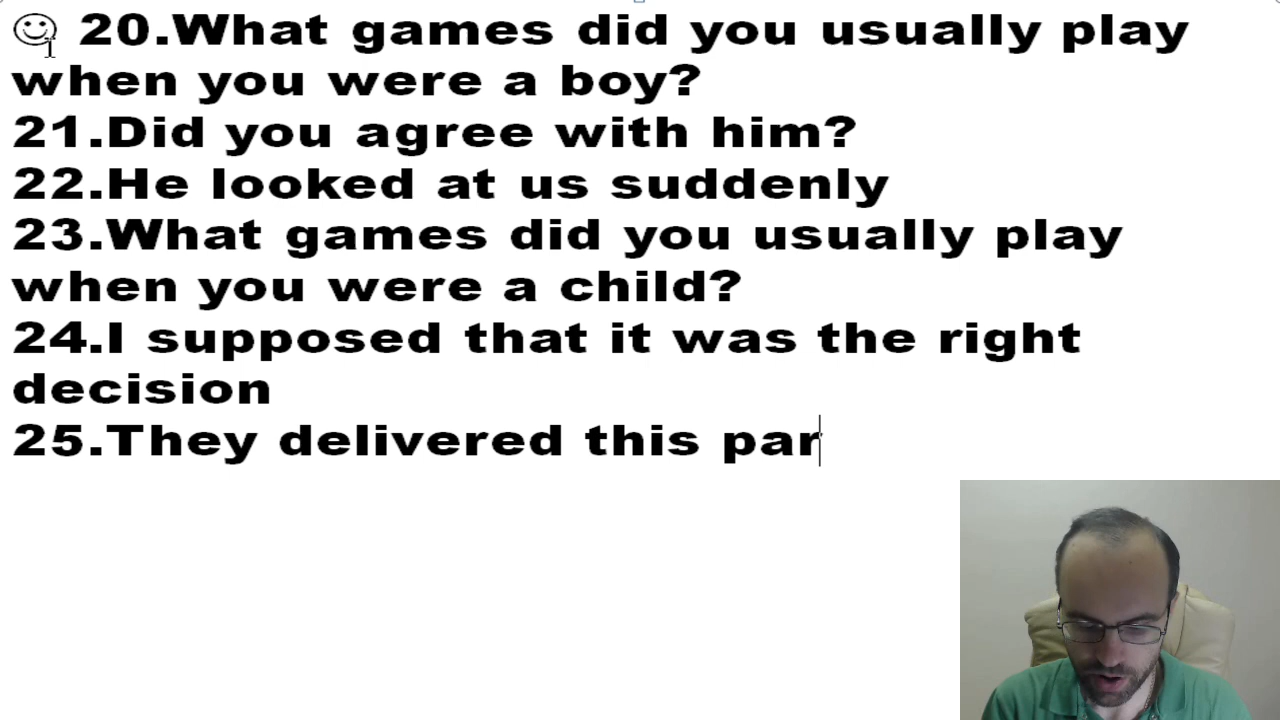 ☺ 20.What games did you usually play
when you were a boy?
21.Did you agree with him?
22.He looked at us suddenly
23.What games did you usually play
when you were a child?
24.I supposed that it was the right
decision
25.They delivered this par